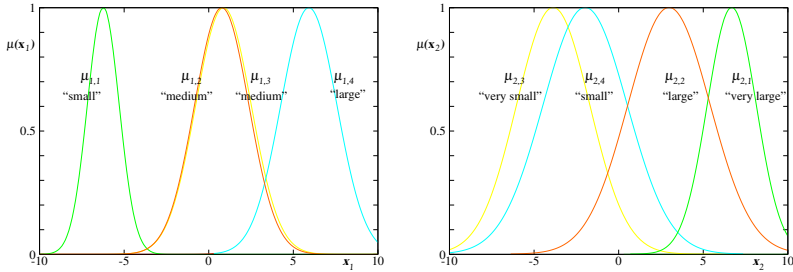 1
μ(x1)
μ1,1 μ1,2 μ1,3 μ1,4
“small” “medium” “medium” “large”
0.5
0
-10 -5 0 5 x1 10
1
μ(x2)
μ2,3 μ2,4 μ2,2 μ2,1
“very small” “small” “large” “very large”
0.5
0
-10 -5 0 5 x2 10